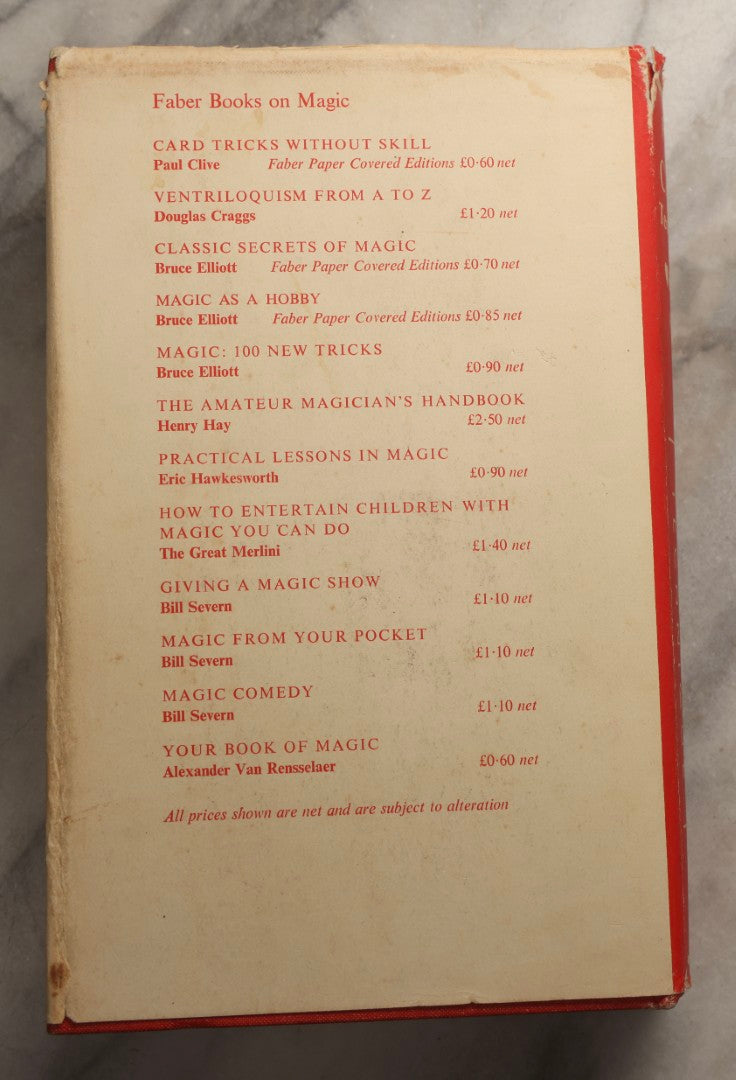 Faber Books on Magic
CARD TRICKS WITHOUT SKILL
Paul Clive Faber Paper Covered Editions £0·60 net
VENTRILOQUISM FROM A TO Z
Douglas Craggs £1·20 net
CLASSIC SECRETS OF MAGIC
Bruce Elliott Faber Paper Covered Editions £0·70 net
MAGIC AS A HOBBY
Bruce Elliott Faber Paper Covered Editions £0·85 net
MAGIC: 100 NEW TRICKS
Bruce Elliott £0·90 net
THE AMATEUR MAGICIAN'S HANDBOOK
Henry Hay £2·50 net
PRACTICAL LESSONS IN MAGIC
Eric Hawkesworth £0·90 net
HOW TO ENTERTAIN CHILDREN WITH
MAGIC YOU CAN DO
The Great Merlini £1·40 net
GIVING A MAGIC SHOW
Bill Severn £1·10 net
MAGIC FROM YOUR POCKET
Bill Severn £1·10 net
MAGIC COMEDY
Bill Severn £1·10 net
YOUR BOOK OF MAGIC
Alexander Van Rensselaer £0·60 net
All prices shown are net and are subject to alteration